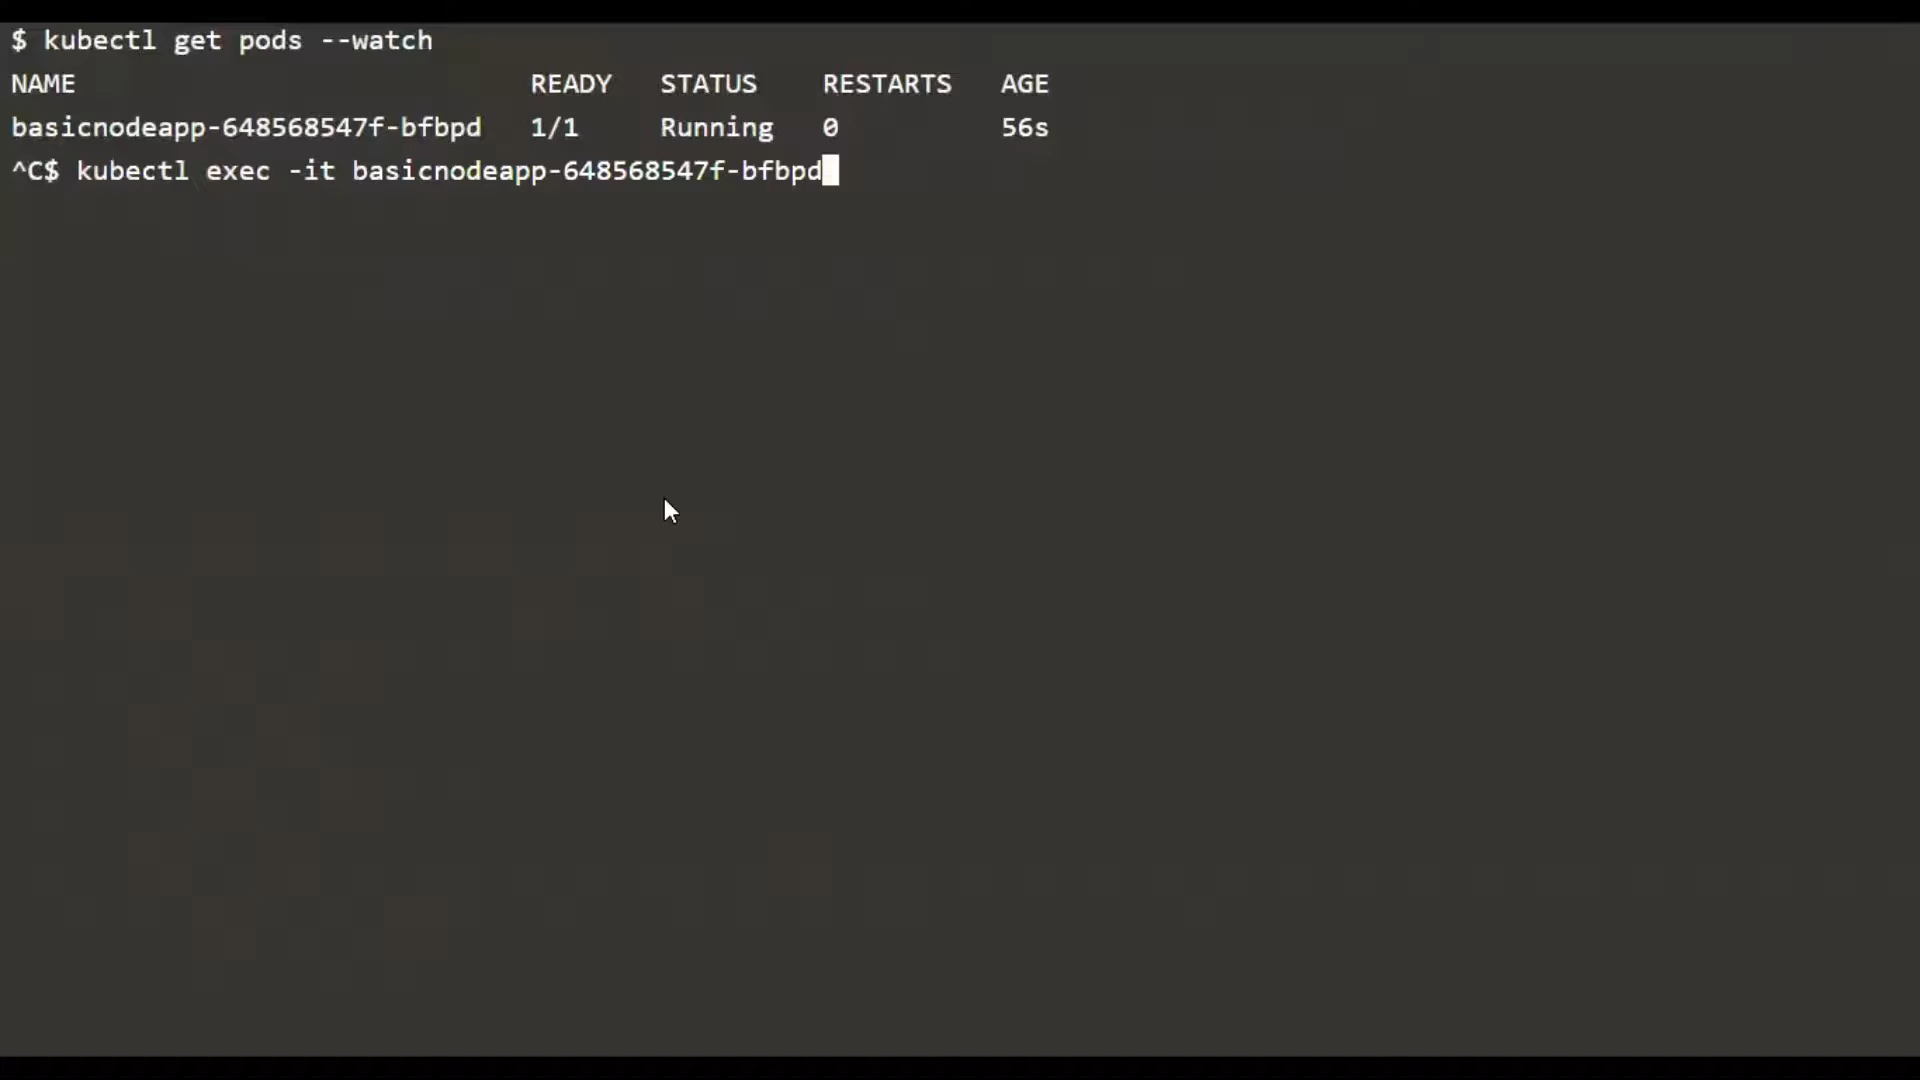 $ kubectl get pods --watch
NAME READY STATUS RESTARTS AGE
basicnodeapp-648568547f-bfbpd 1/1 Running 0 56s
^C$ kubectl exec -it basicnodeapp-648568547f-bfbpd